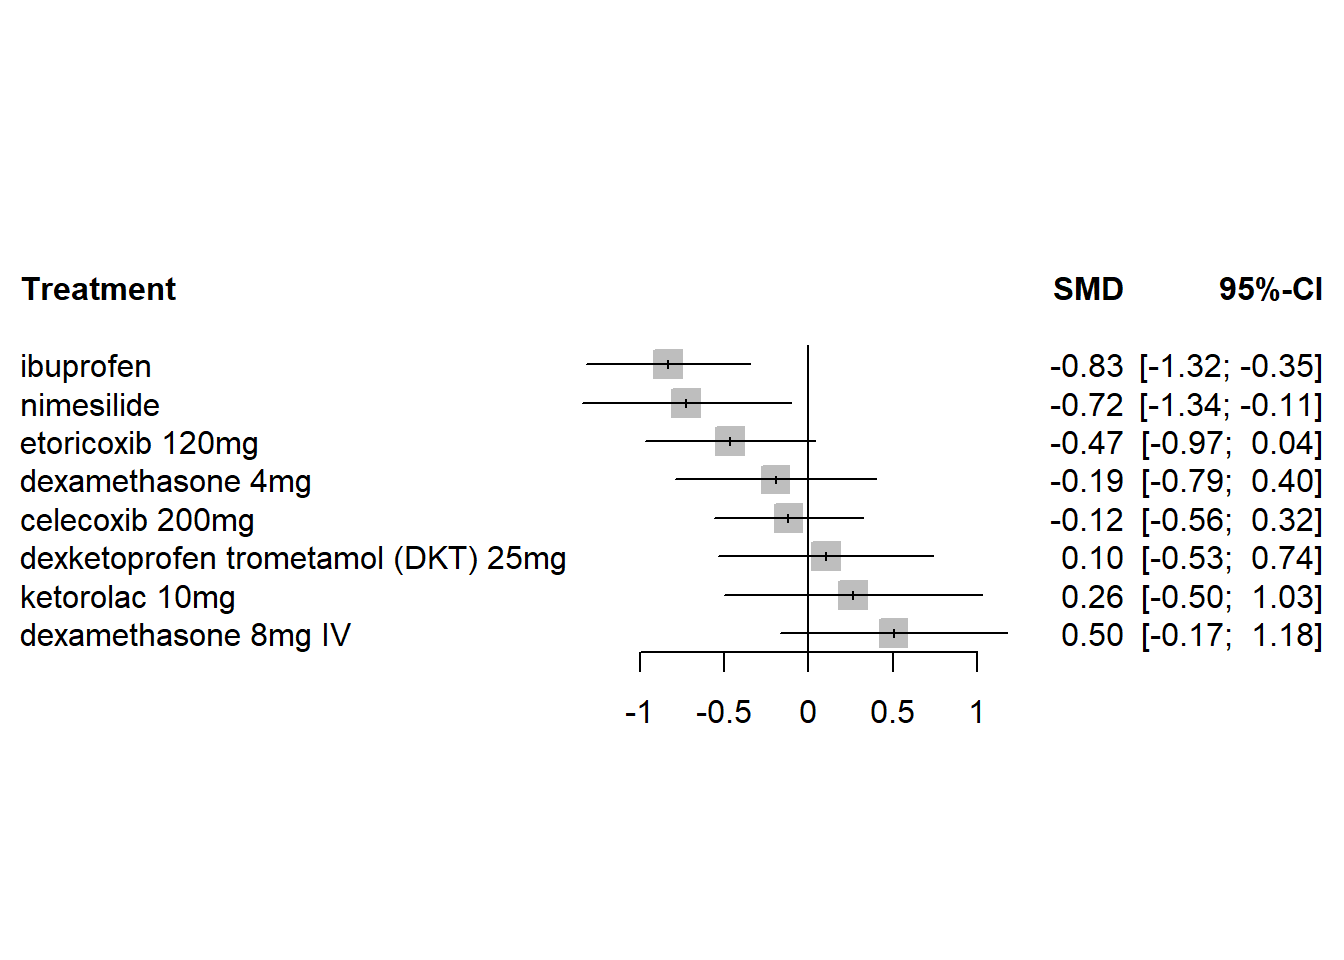 Treatment SMD 95%-CI
ibuprofen -0.83 [-1.32; -0.35]
nimesilide -0.72 [-1.34; -0.11]
etoricoxib 120mg -0.47 [-0.97; 0.04]
dexamethasone 4mg -0.19 [-0.79; 0.40]
celecoxib 200mg -0.12 [-0.56; 0.32]
dexketoprofen trometamol (DKT) 25mg 0.10 [-0.53; 0.74]
ketorolac 10mg 0.26 [-0.50; 1.03]
dexamethasone 8mg IV 0.50 [-0.17; 1.18]
-1 -0.5 0 0.5 1